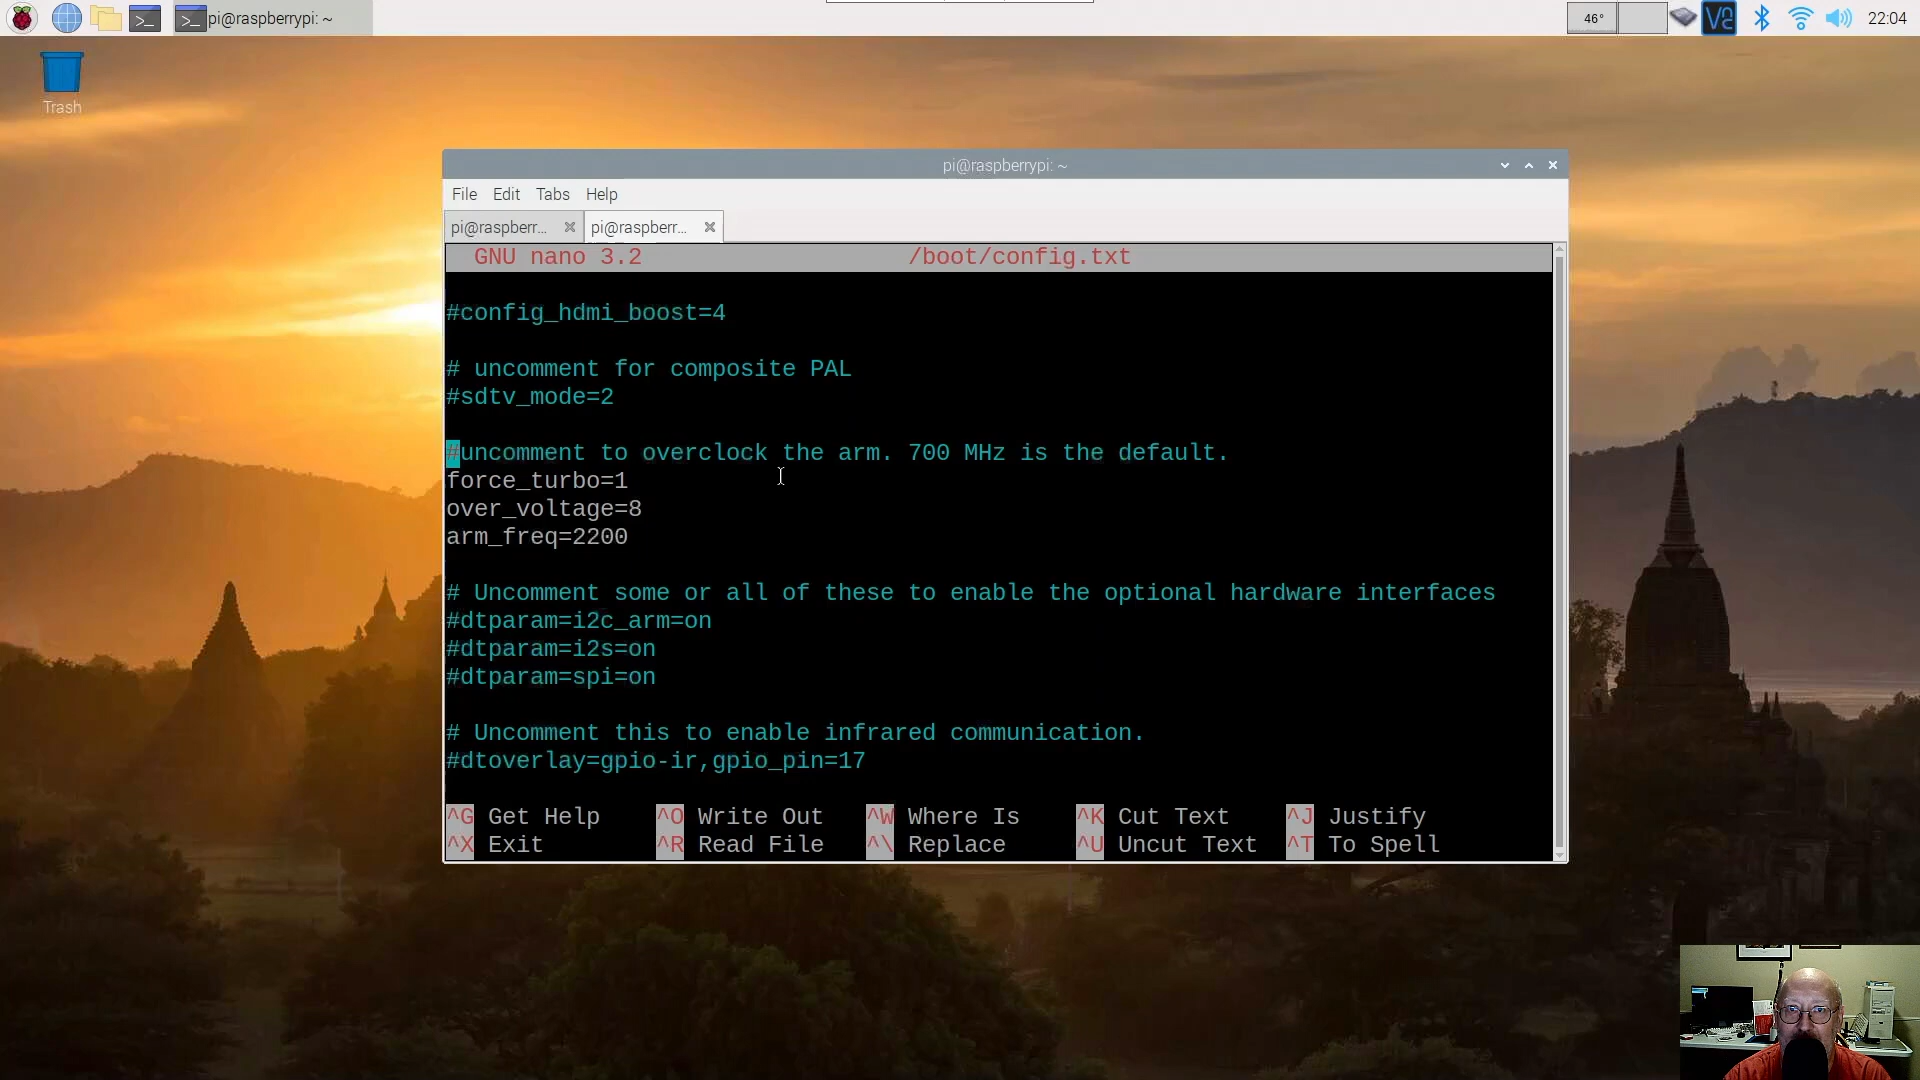 pi@raspberrypi: ~
46°
22:04
Trash
pi@raspberrypi: ~
File Edit Tabs Help
pi@raspberr... pi@raspberr...
GNU nano 3.2 /boot/config.txt
#config_hdmi_boost=4
# uncomment for composite PAL
#sdtv_mode=2
#uncomment to overclock the arm. 700 MHz is the default.
force_turbo=1
over_voltage=8
arm_freq=2200
# Uncomment some or all of these to enable the optional hardware interfaces
#dtparam=i2c_arm=on
#dtparam=i2s=on
#dtparam=spi=on
# Uncomment this to enable infrared communication.
#dtoverlay=gpio-ir,gpio_pin=17
^G Get Help ^O Write Out ^W Where Is ^K Cut Text ^J Justify
^X Exit ^R Read File ^\ Replace ^U Uncut Text ^T To Spell